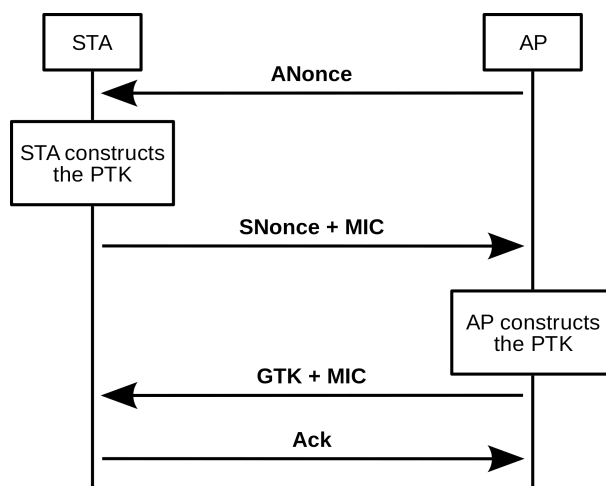 STA
AP
ANonce
STA constructs
the PTK
SNonce + MIC
AP constructs
the PTK
GTK + MIC
Ack